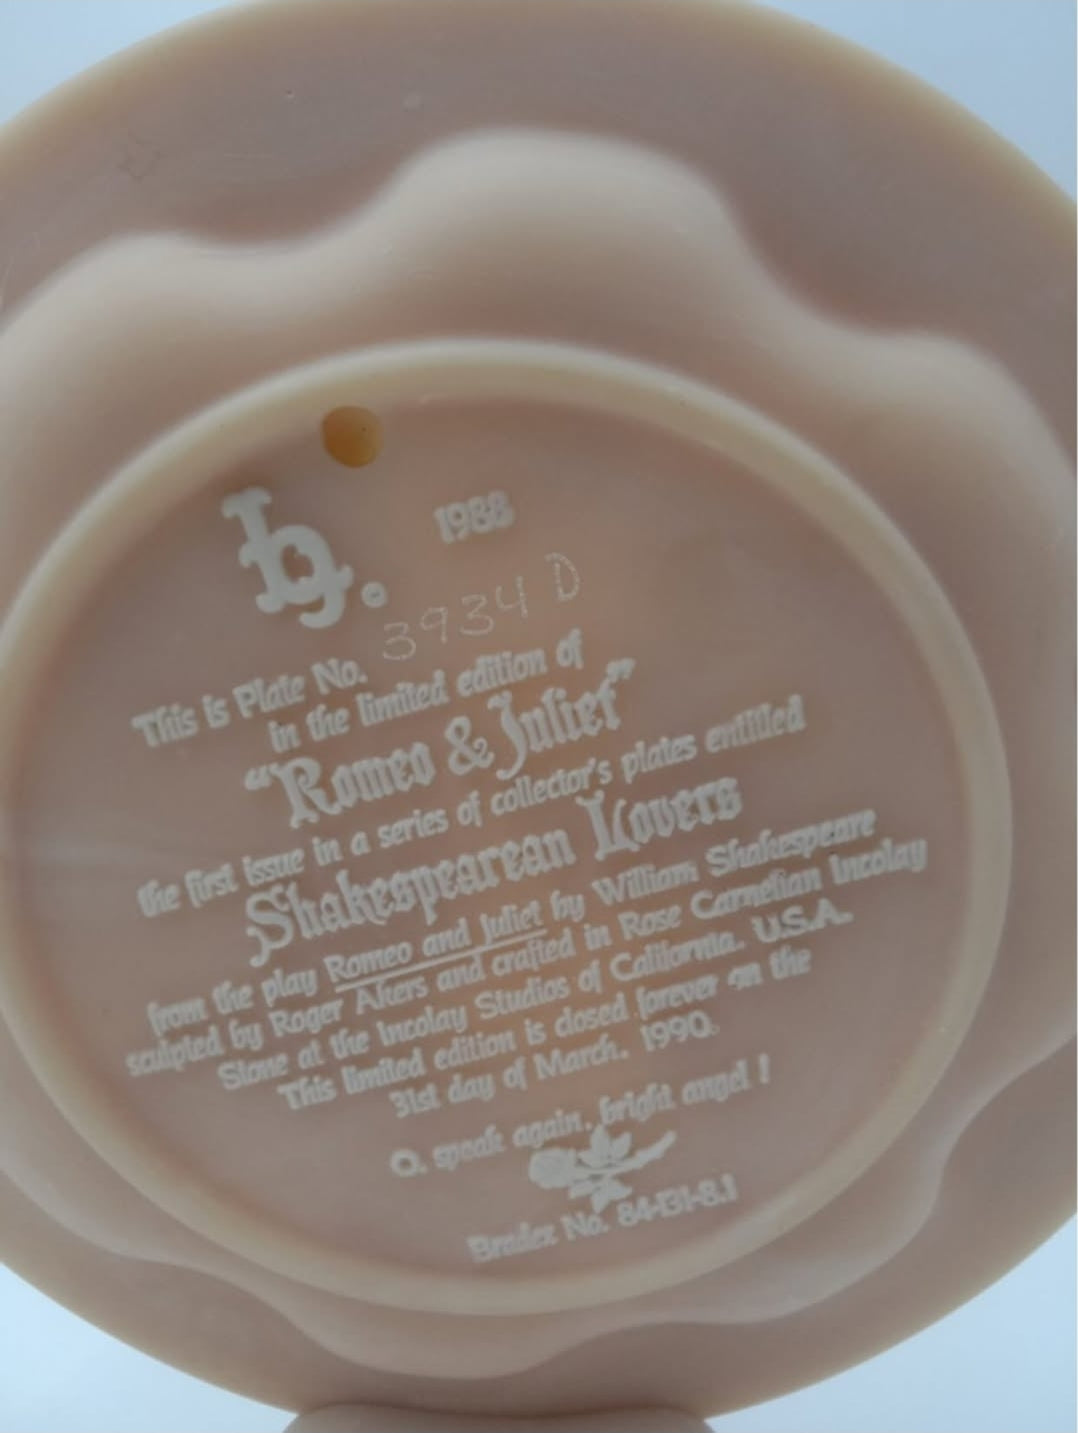 1988
This is Plate No. 3934 D
in the limited edition of
"Romeo & Juliet"
the first issue in a series of collector's plates entitled
Shakespearean Lovers
from the play Romeo and Juliet by William Shakespeare
sculpted by Roger Akers and crafted in Rose Carnelian Incolay
Stone at the Incolay Studios of California. U.S.A.
This limited edition is closed forever on the
31st day of March, 1990.
O, speak again, bright angel!
Bradex No. 84-I31-8.1